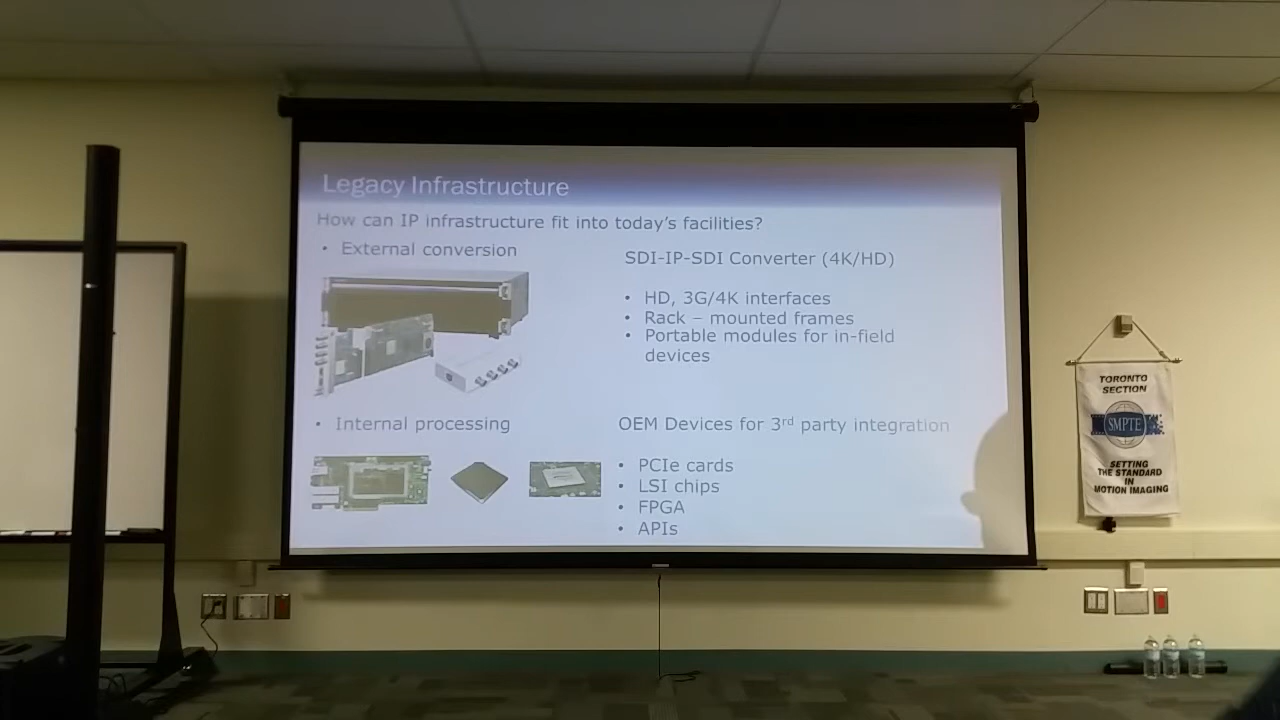 Legacy Infrastructure
How can IP infrastructure fit into today's facilities?
• External conversion
SDI-IP-SDI Converter (4K/HD)
• HD, 3G/4K interfaces
• Rack – mounted frames
• Portable modules for in-field
devices
• Internal processing
OEM Devices for 3rd party integration
• PCIe cards
• LSI chips
• FPGA
• APIs
TORONTO
SECTION
SMPTE
SETTING
THE STANDARD
IN
MOTION IMAGING